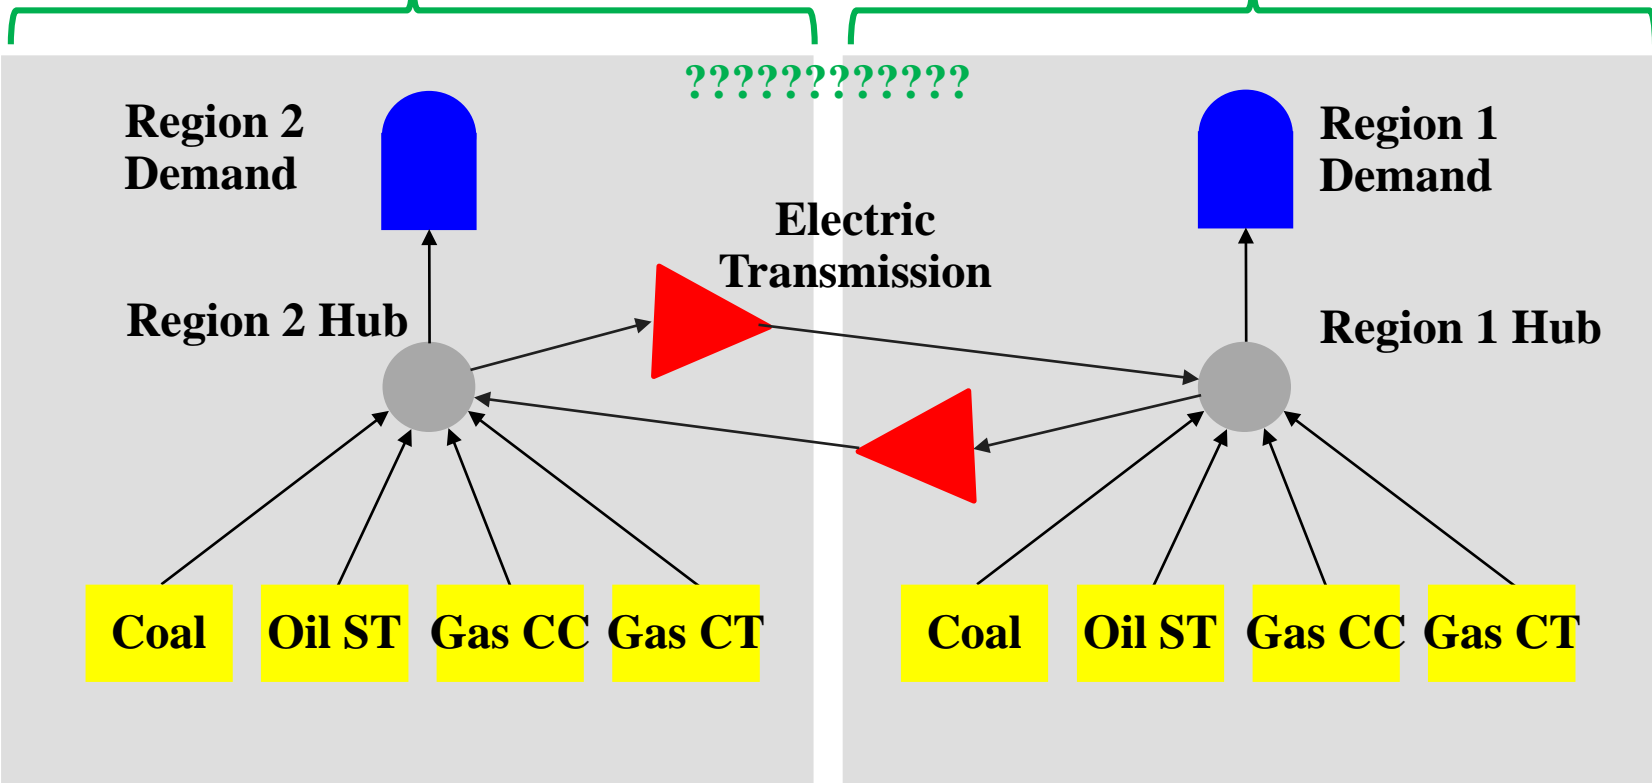 ????????????
Region 2
Demand
Region 1
Demand
Electric
Transmission
Region 2 Hub
Region 1 Hub
Coal
Oil ST
Gas CC
Gas CT
Coal
Oil ST
Gas CC
Gas CT